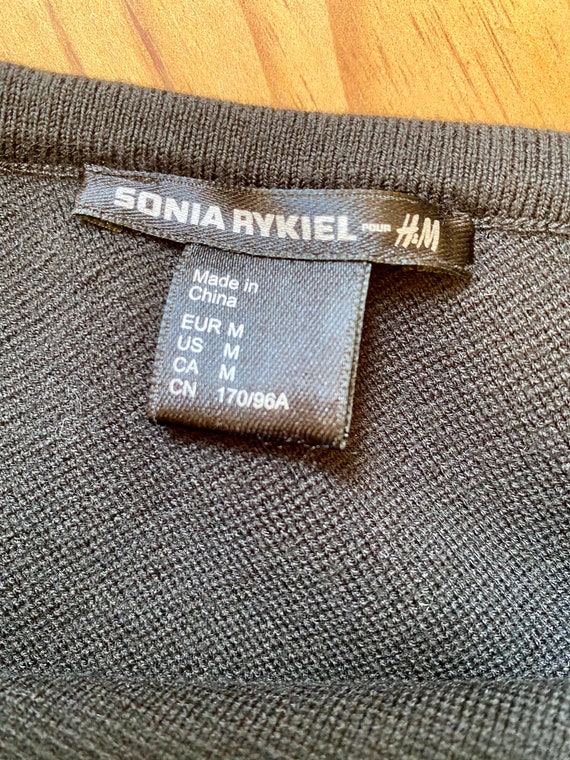 SONIA RYKIEL POUR H&M
Made in
China
EUR M
US M
CA M
CN 170/96A